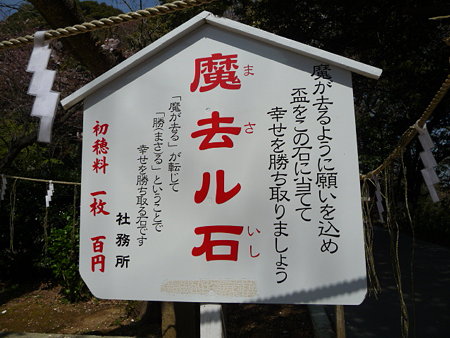 魔が去るように願いを込め
盃をこの石に当てて
幸せを勝ち取りましょう
魔去ル石
まさ
いし
「魔が去る」が転じて
「勝(まさ)る」ということで
幸せを勝ち取る石です
社務所
初穂料 一枚 百円